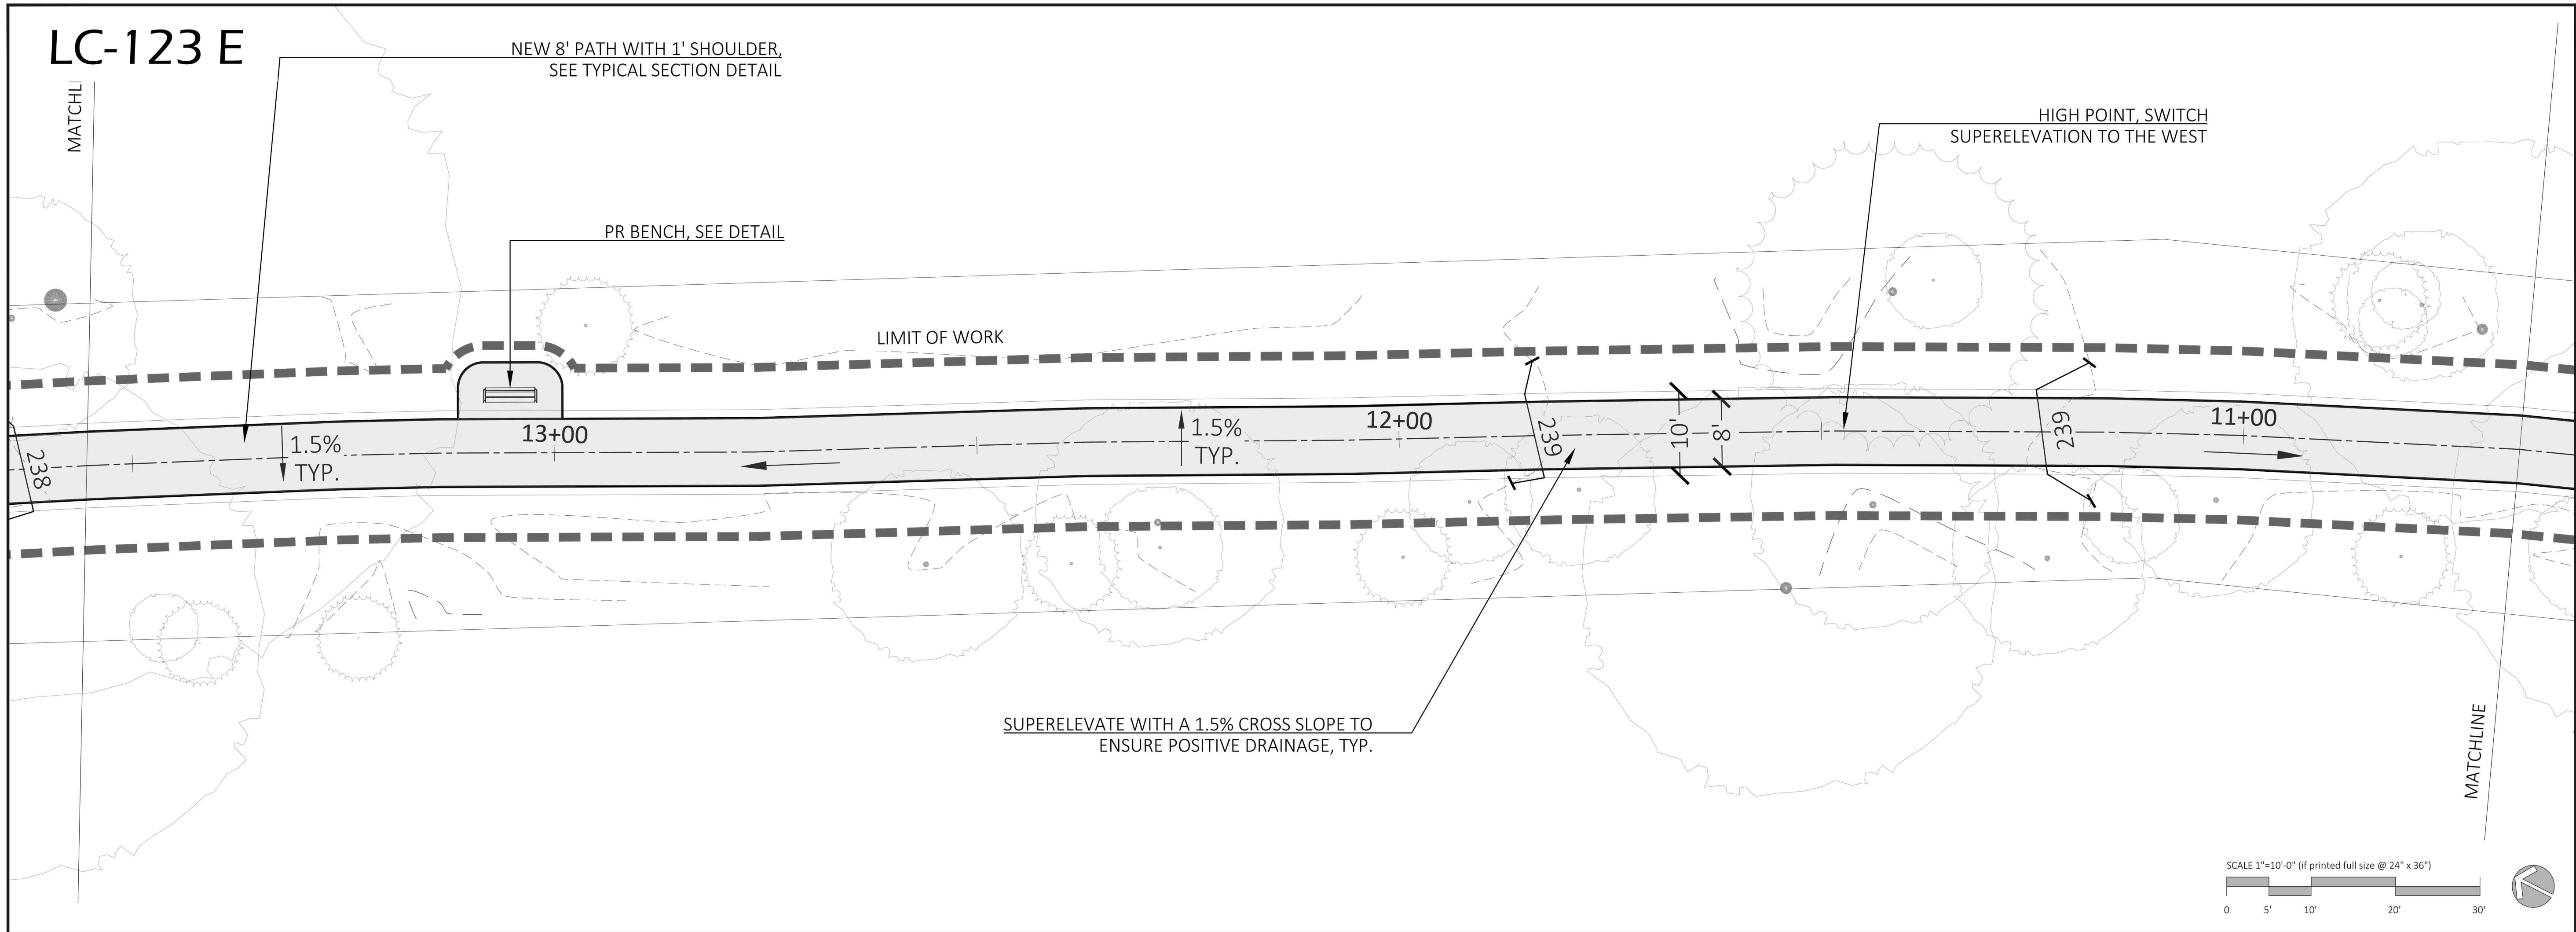 LC-123 E
MATCHLI
NEW 8' PATH WITH 1' SHOULDER,
SEE TYPICAL SECTION DETAIL
HIGH POINT, SWITCH
SUPERELEVATION TO THE WEST
PR BENCH, SEE DETAIL
LIMIT OF WORK
238
1.5%
TYP.
13+00
1.5%
TYP.
12+00
239
10'
8'
239
11+00
SUPERELEVATE WITH A 1.5% CROSS SLOPE TO
ENSURE POSITIVE DRAINAGE, TYP.
MATCHLINE
SCALE 1"=10'-0" (if printed full size @ 24" x 36")
0 5' 10' 20' 30'